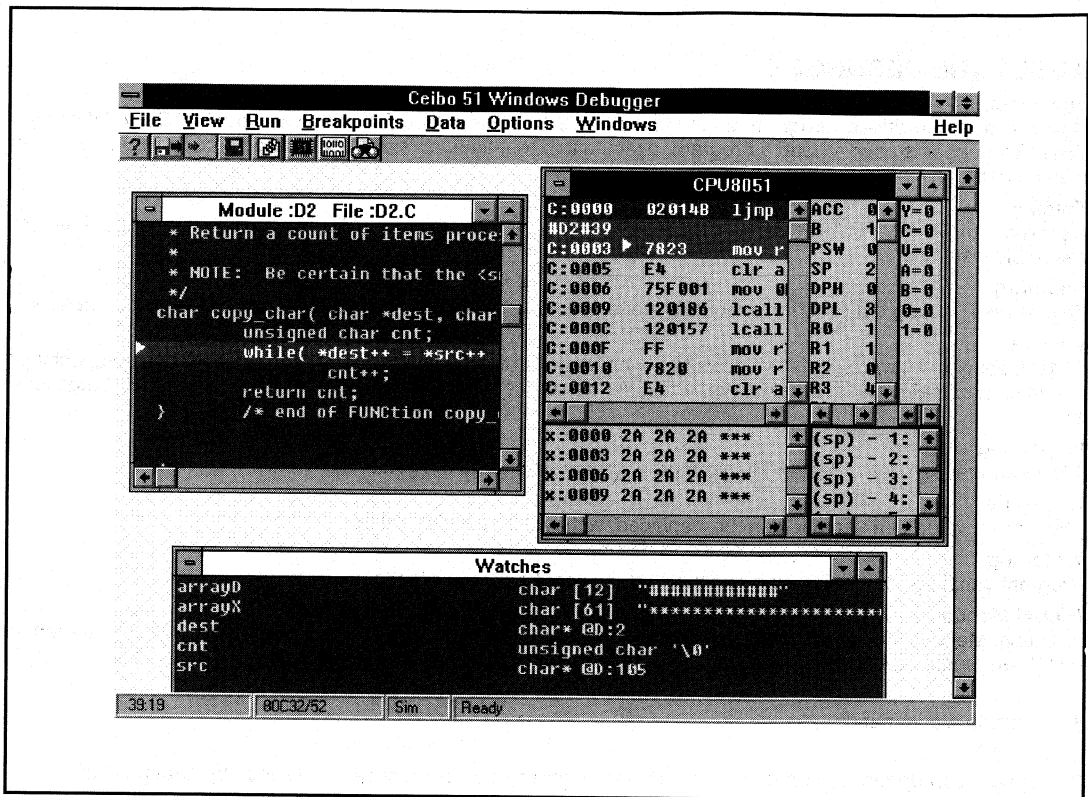 Ceibo 51 Windows Debugger
File View Run Breakpoints Data Options Windows Help
?
Module :D2 File :D2.C
* Return a count of items proce
*
* NOTE: Be certain that the <s
*/
char copy_char( char *dest, char
unsigned char cnt;
while( *dest++ = *src++
cnt++;
return cnt;
} /* end of FUNCtion copy_
CPU8051
C:0000 02014B ljmp
#D2#39
C:0003 7823 mov r
C:0005 E4 clr a
C:0006 75F001 mov 0
C:0009 120186 lcall
C:000C 120157 lcall
C:000F FF mov r
C:0010 7820 mov r
C:0012 E4 clr a
ACC 0
B 1
PSW 0
SP 2
DPH 0
DPL 3
R0 1
R1 1
R2 0
R3 4
Y=0
C=0
U=0
A=0
B=0
0=0
1=0
x:0000 2A 2A 2A ***
x:0003 2A 2A 2A ***
x:0006 2A 2A 2A ***
x:0009 2A 2A 2A ***
(sp) - 1:
(sp) - 2:
(sp) - 3:
(sp) - 4:
Watches
arrayD char [12] "############"
arrayX char [61] "***********************
dest char* @D:2
cnt unsigned char '\0'
src char* @D:105
39:19 80C32/52 Sim Ready